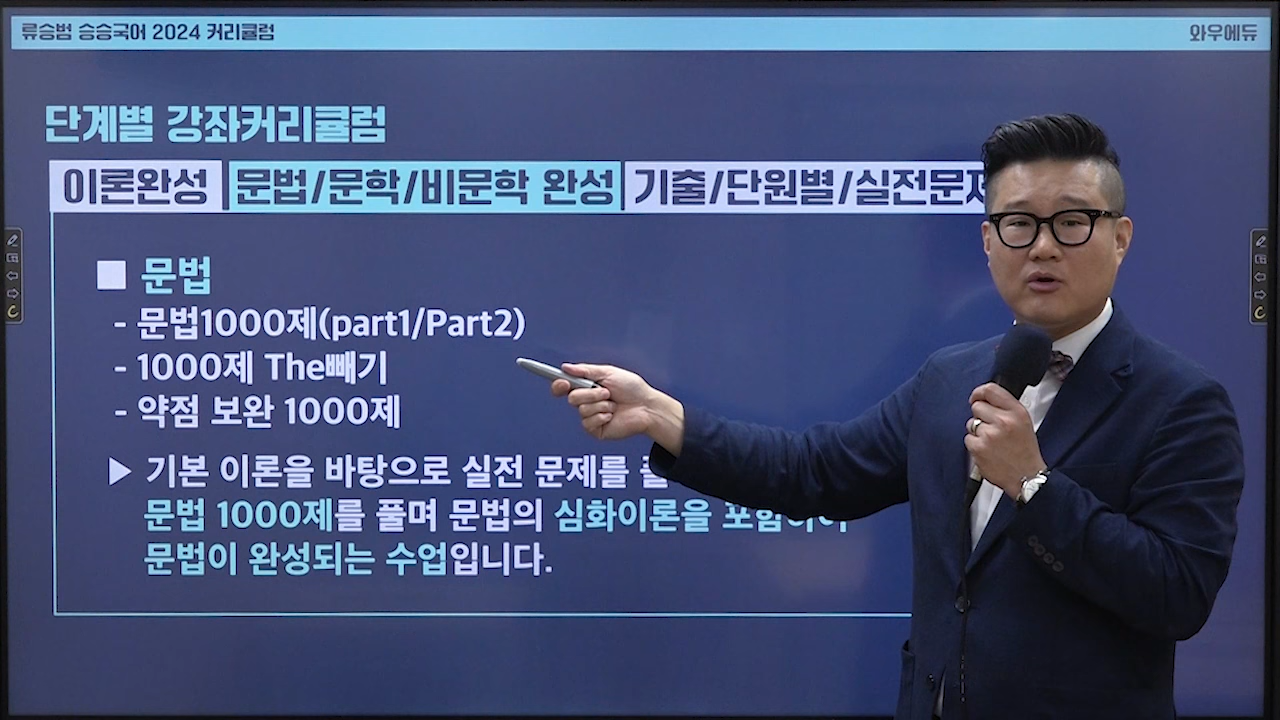 류승범 승승국어 2024 커리큘럼
와우에듀
단계별 강좌커리큘럼
이론완성 문법/문학/비문학 완성 기출/단원별/실전문제
■ 문법
- 문법1000제(part1/Part2)
- 1000제 The빼기
- 약점 보완 1000제
▶ 기본 이론을 바탕으로 실전 문제를
문법 1000제를 풀며 문법의 심화이론을 포함하여
문법이 완성되는 수업입니다.